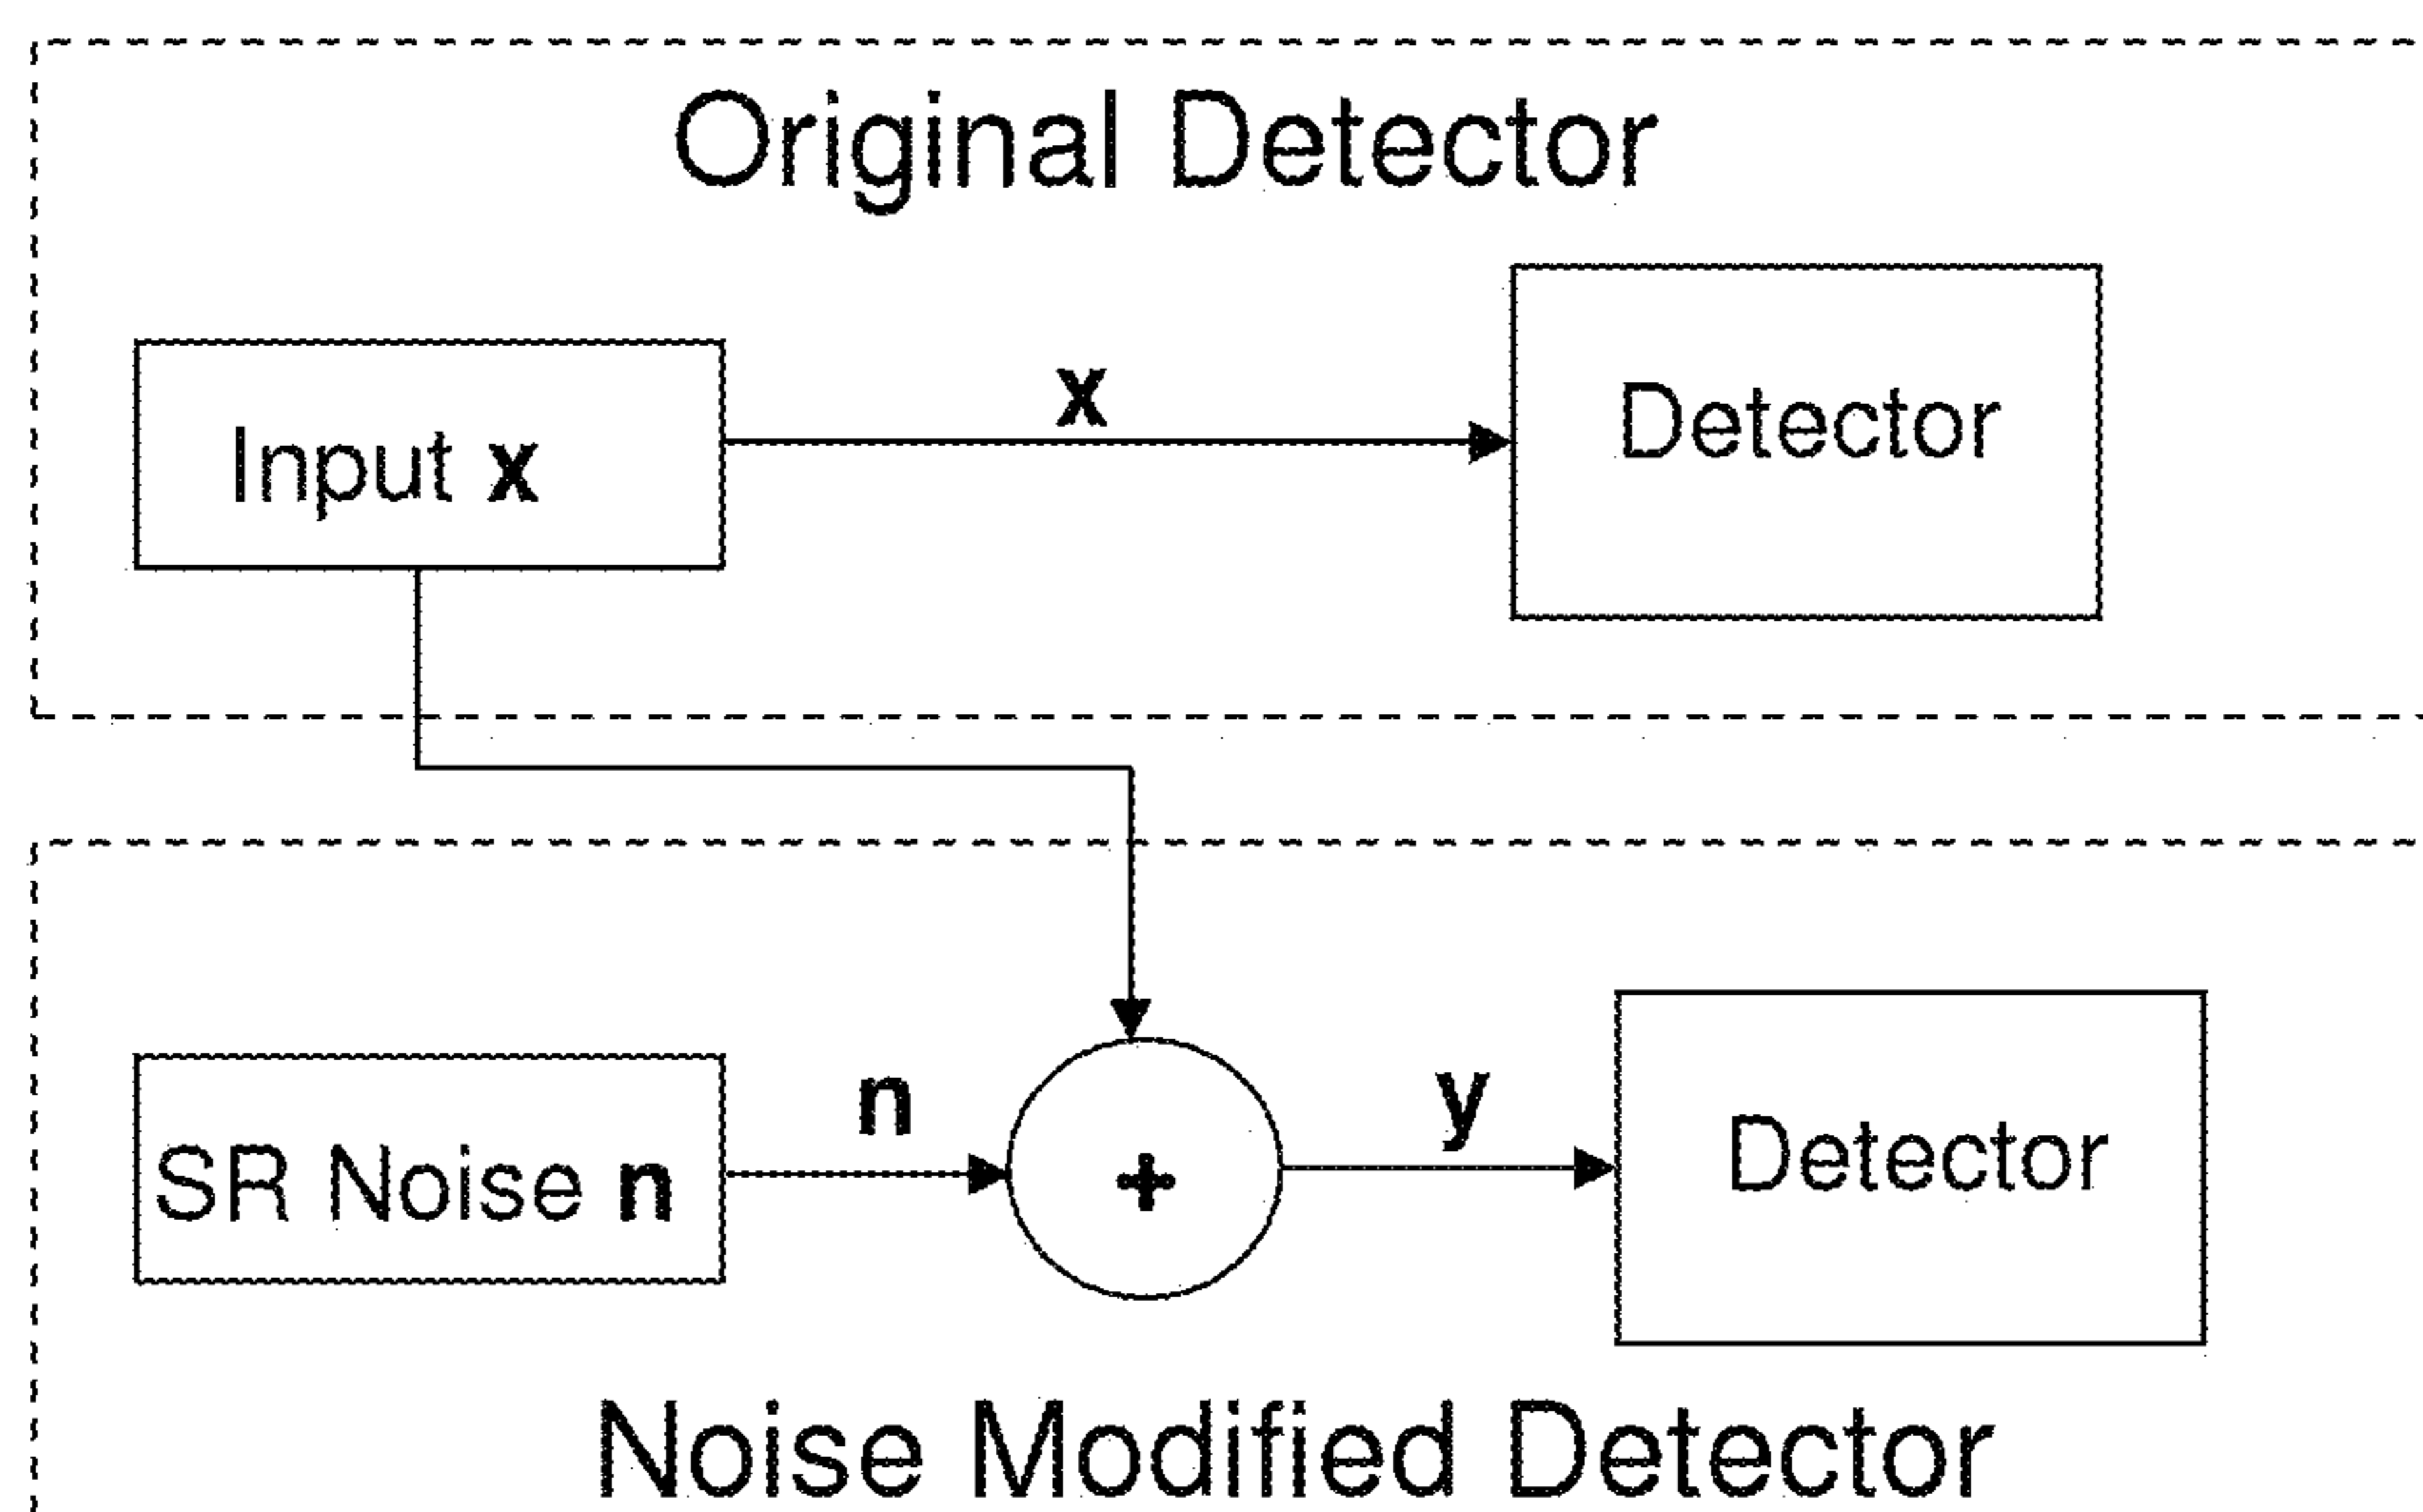 Original Detector
x
Input x
Detector
n
y
SR Noise n
+
Detector
Noise Modified Detector